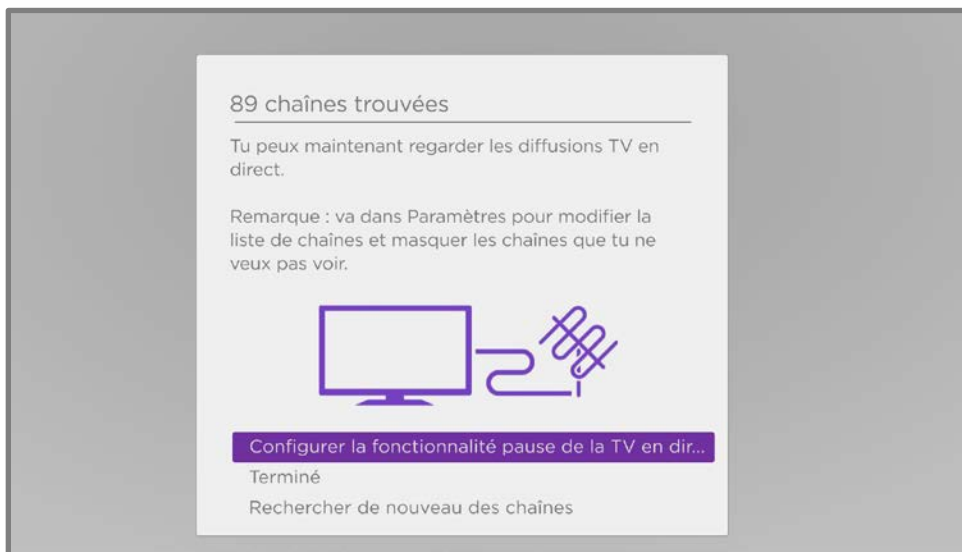 89 chaînes trouvées
Tu peux maintenant regarder les diffusions TV en
direct.
Remarque : va dans Paramètres pour modifier la
liste de chaînes et masquer les chaînes que tu ne
veux pas voir.
Configurer la fonctionnalité pause de la TV en dir...
Terminé
Rechercher de nouveau des chaînes